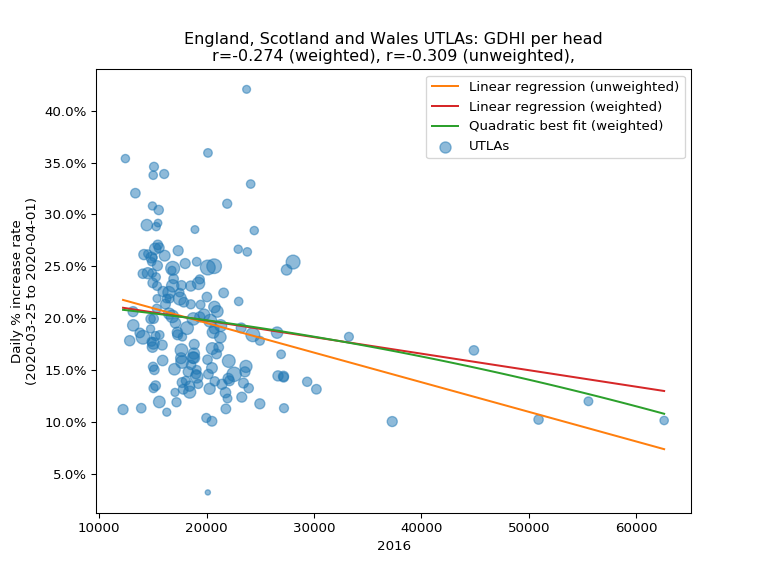 England, Scotland and Wales UTLAs: GDHI per head
r=-0.274 (weighted), r=-0.309 (unweighted),
Linear regression (unweighted)
Linear regression (weighted)
Quadratic best fit (weighted)
UTLAs
Daily % increase rate
(2020-03-25 to 2020-04-01)
40.0%
35.0%
30.0%
25.0%
20.0%
15.0%
10.0%
5.0%
10000 20000 30000 40000 50000 60000
2016